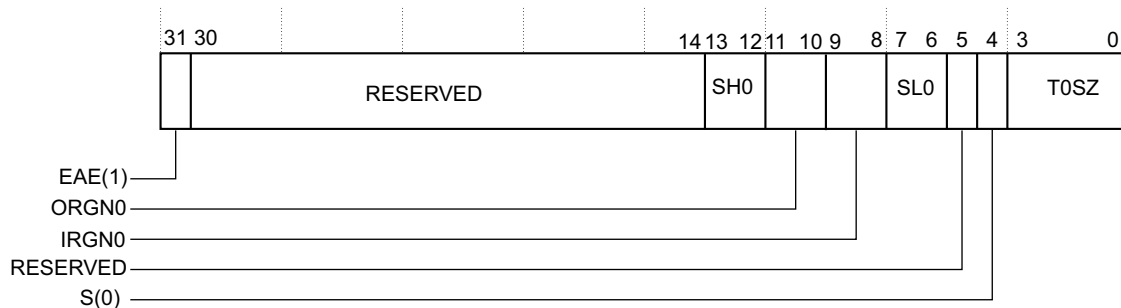 31 30 14 13 12 11 10 9 8 7 6 5 4 3 0
RESERVED SH0 SL0 T0SZ
EAE(1)
ORGN0
IRGN0
RESERVED
S(0)